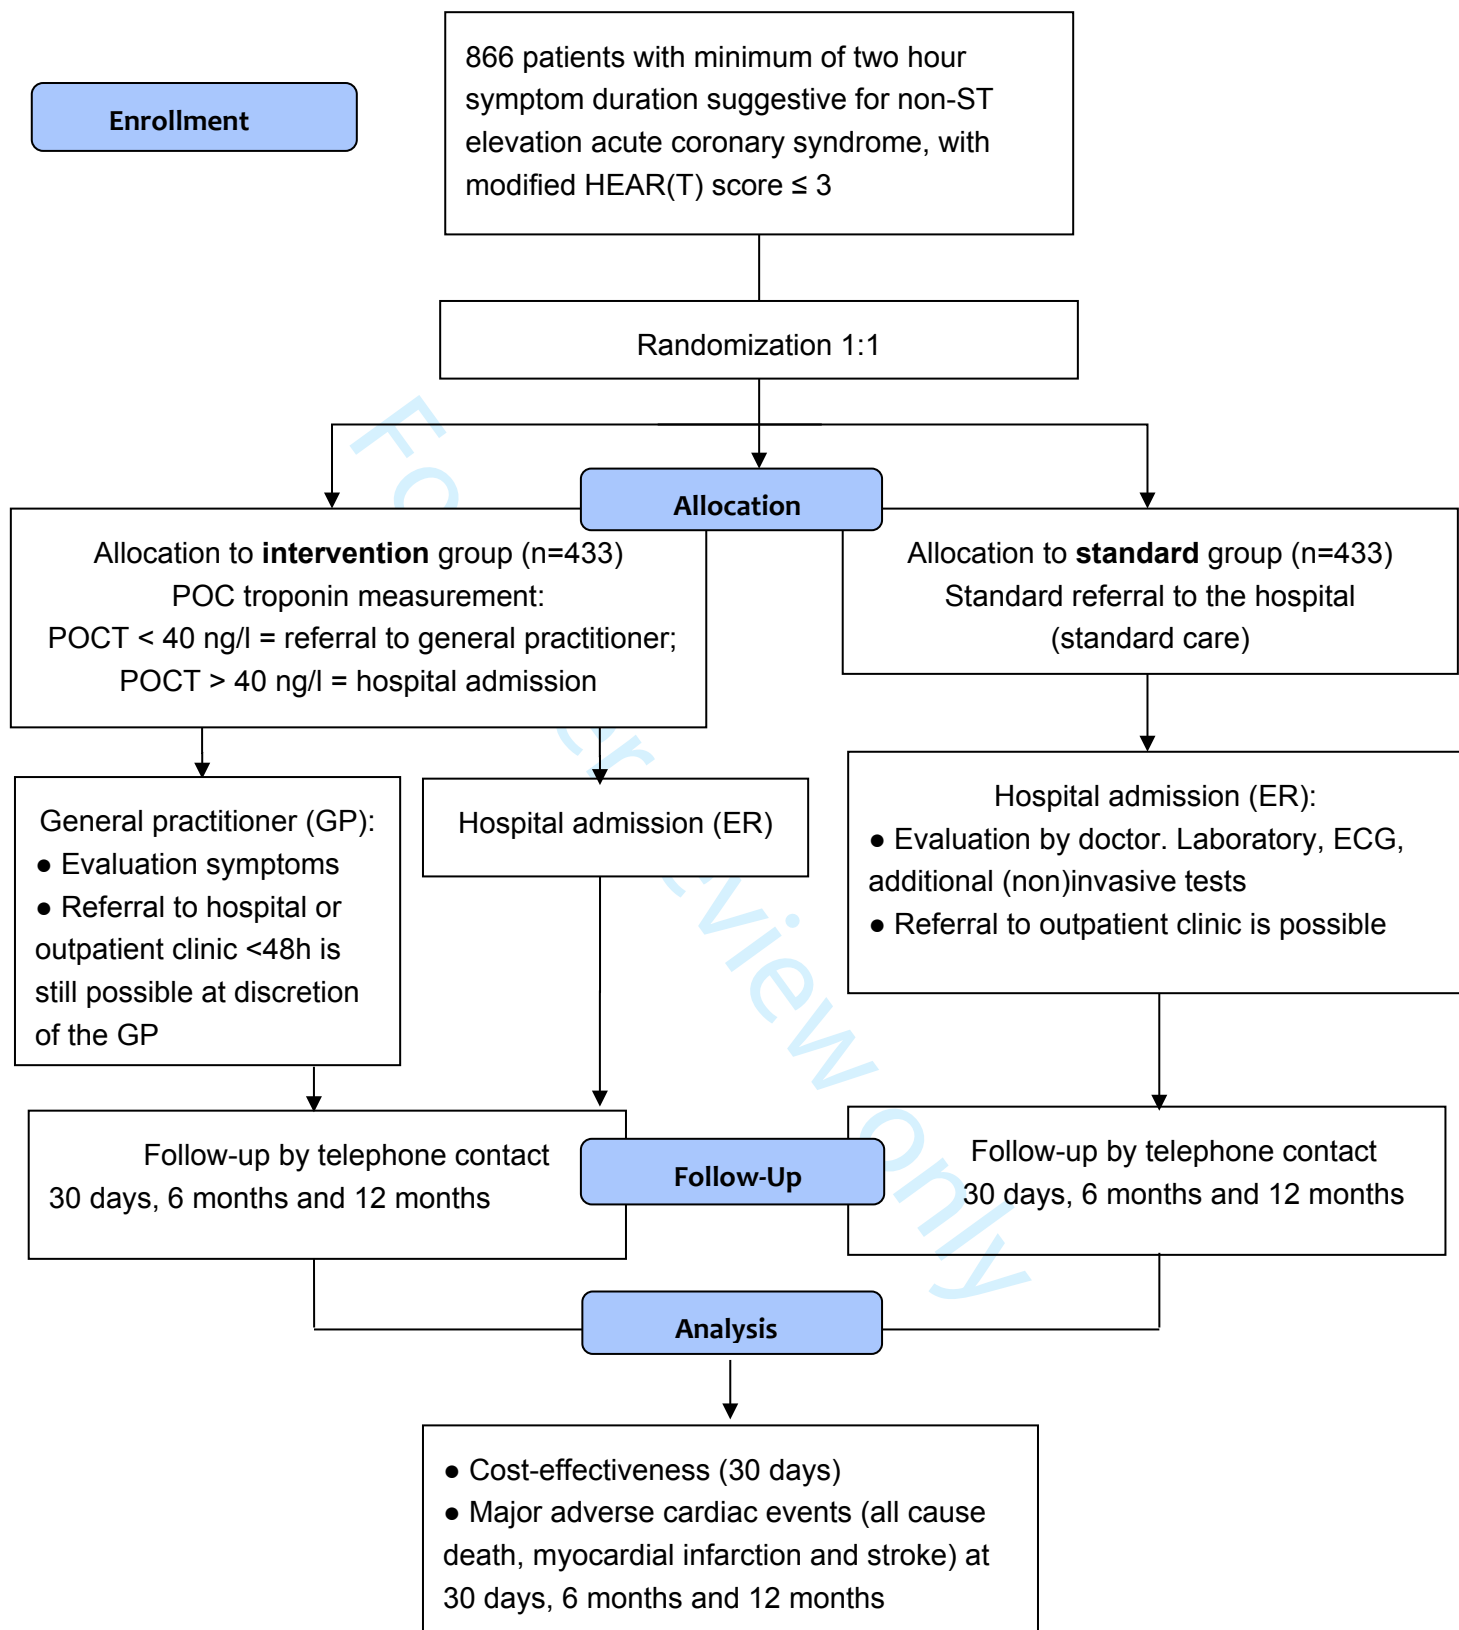 866 patients with minimum of two hour
symptom duration suggestive for non-ST
elevation acute coronary syndrome, with
modified HEAR(T) score ≤ 3
Enrollment
Randomization 1:1
Allocation
Allocation to intervention group (n=433)
POC troponin measurement:
POCT < 40 ng/l = referral to general practitioner;
POCT > 40 ng/l = hospital admission
Allocation to standard group (n=433)
Standard referral to the hospital
(standard care)
General practitioner (GP):
● Evaluation symptoms
● Referral to hospital or
outpatient clinic <48h is
still possible at discretion
of the GP
Hospital admission (ER)
Hospital admission (ER):
● Evaluation by doctor. Laboratory, ECG,
additional (non)invasive tests
● Referral to outpatient clinic is possible
Follow-up by telephone contact
30 days, 6 months and 12 months
Follow-Up
Follow-up by telephone contact
30 days, 6 months and 12 months
Analysis
● Cost-effectiveness (30 days)
● Major adverse cardiac events (all cause
death, myocardial infarction and stroke) at
30 days, 6 months and 12 months